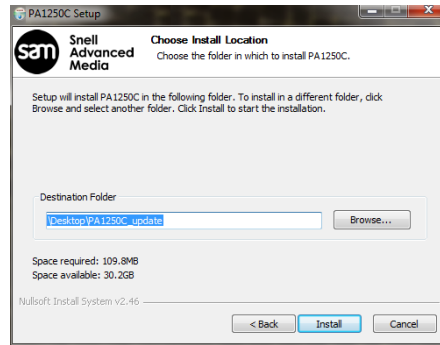 PA1250C Setup
sam
Snell
Advanced
Media
Choose Install Location
Choose the folder in which to install PA1250C.
Setup will install PA1250C in the following folder. To install in a different folder, click
Browse and select another folder. Click Install to start the installation.
Destination Folder
\Desktop\PA1250C_update
Browse...
Space required: 109.8MB
Space available: 30.2GB
Nullsoft Install System v2.46
< Back
Install
Cancel